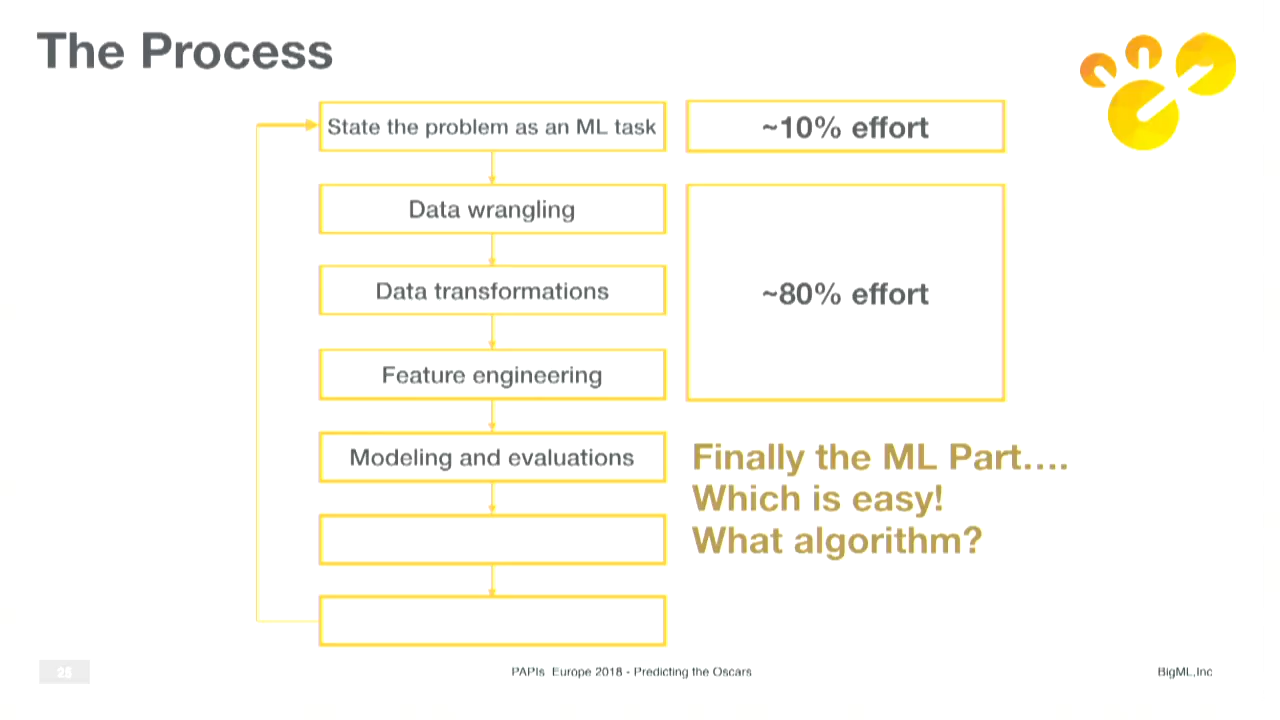 The Process
State the problem as an ML task
~10% effort
Data wrangling
Data transformations
~80% effort
Feature engineering
Modeling and evaluations
Finally the ML Part....
Which is easy!
What algorithm?
25
PAPIs Europe 2018 - Predicting the Oscars
BigML,Inc